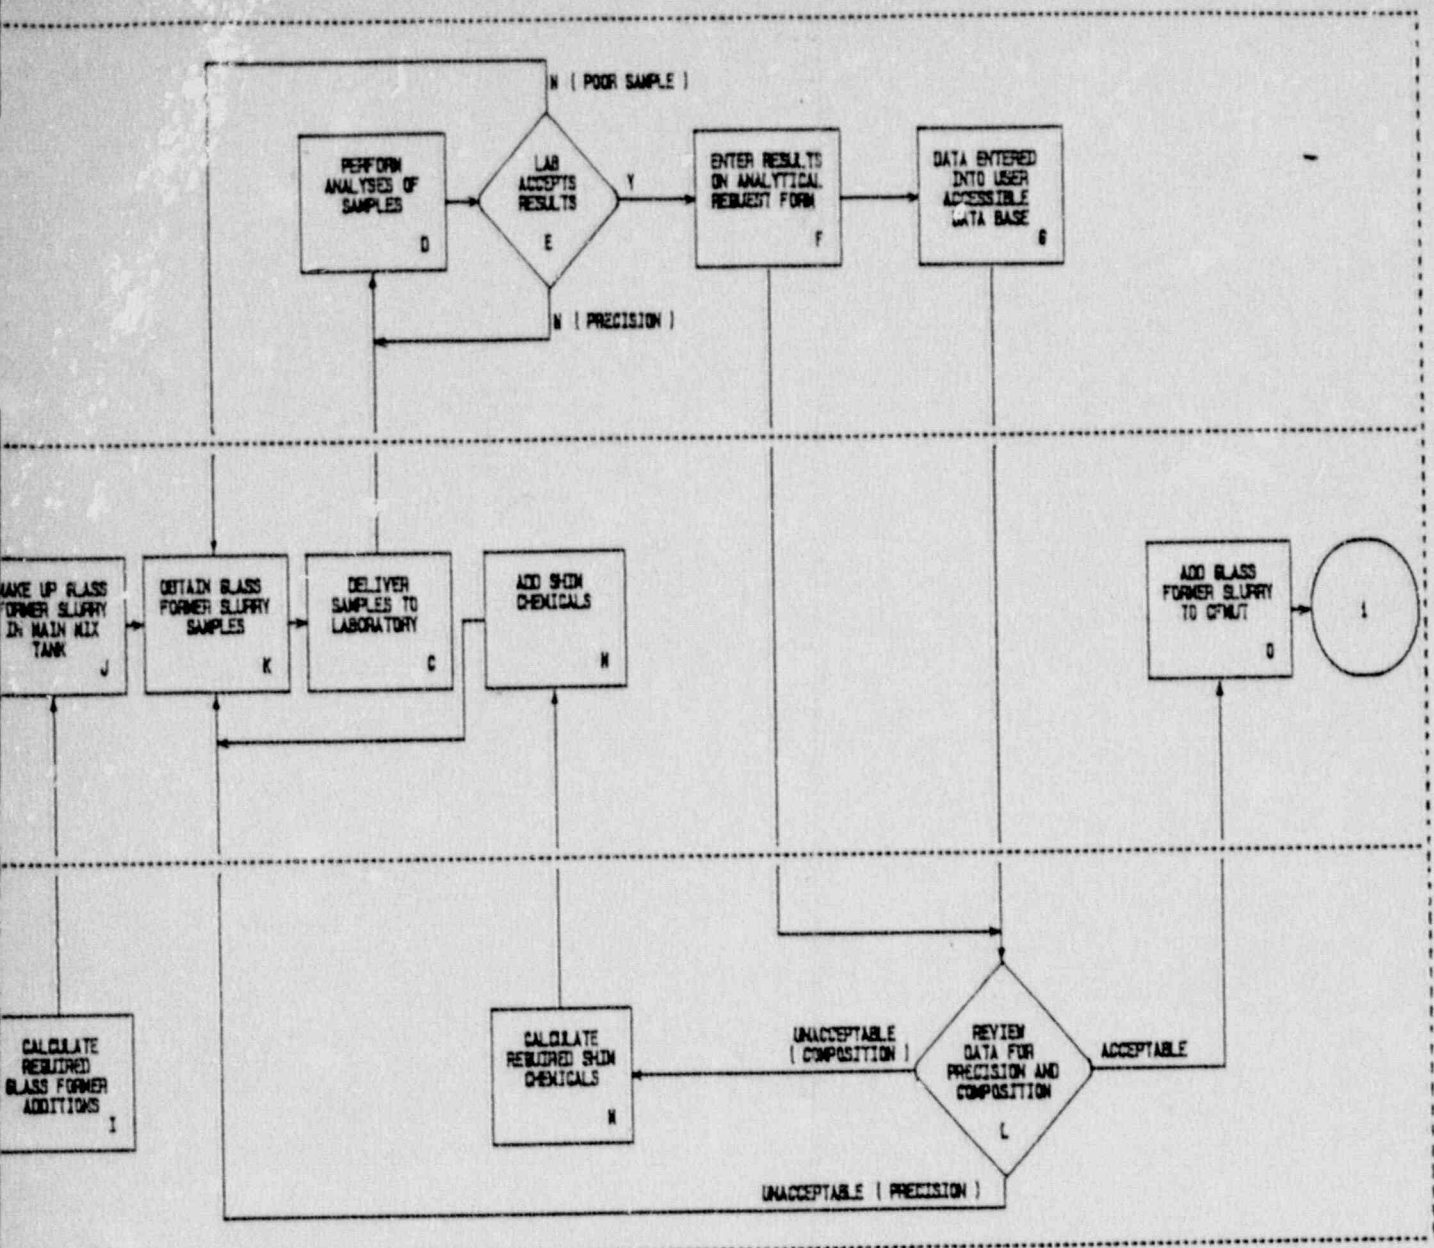 N ( POOR SAMPLE )
PERFORM
ANALYSES OF
SAMPLES
D
LAB
ACCEPTS
RESULTS
E
Y
ENTER RESULTS
ON ANALYTICAL
REQUEST FORM
F
DATA ENTERED
INTO USER
ACCESSIBLE
DATA BASE
G
N ( PRECISION )
MAKE UP GLASS
FORMER SLURRY
IN MAIN MIX
TANK
J
OBTAIN GLASS
FORMER SLURRY
SAMPLES
K
DELIVER
SAMPLES TO
LABORATORY
C
ADD SHIM
CHEMICALS
N
ADD GLASS
FORMER SLURRY
TO CFMUT
O
1
CALCULATE
REQUIRED
GLASS FORMER
ADDITIONS
I
CALCULATE
REQUIRED SHIM
CHEMICALS
M
UNACCEPTABLE
( COMPOSITION )
REVIEW
DATA FOR
PRECISION AND
COMPOSITION
L
ACCEPTABLE
UNACCEPTABLE ( PRECISION )